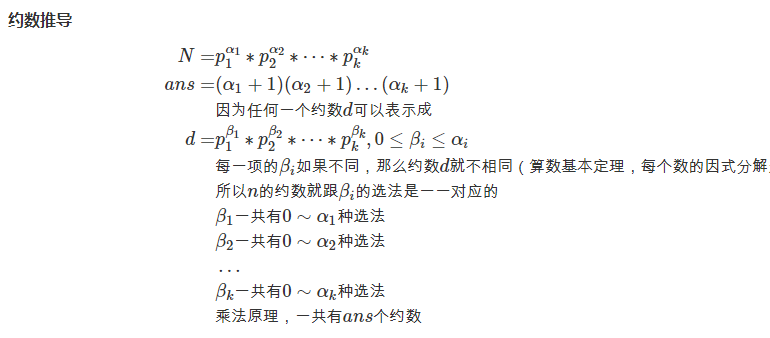 约数推导
N =p_1^{α_1} * p_2^{α_2} * ⋯ * p_k^{α_k}
ans =(α_1 + 1)(α_2 + 1)…(α_k + 1)
因为任何一个约数d可以表示成
d =p_1^{β_1} * p_2^{β_2} * ⋯ * p_k^{β_k}, 0 ≤ β_i ≤ α_i
每一项的β_i如果不同，那么约数d就不相同（算数基本定理，每个数的因式分解
所以n的约数就跟β_i的选法是一一对应的
β_1一共有0 ∼ α_1种选法
β_2一共有0 ∼ α_2种选法
…
β_k一共有0 ∼ α_k种选法
乘法原理，一共有ans个约数